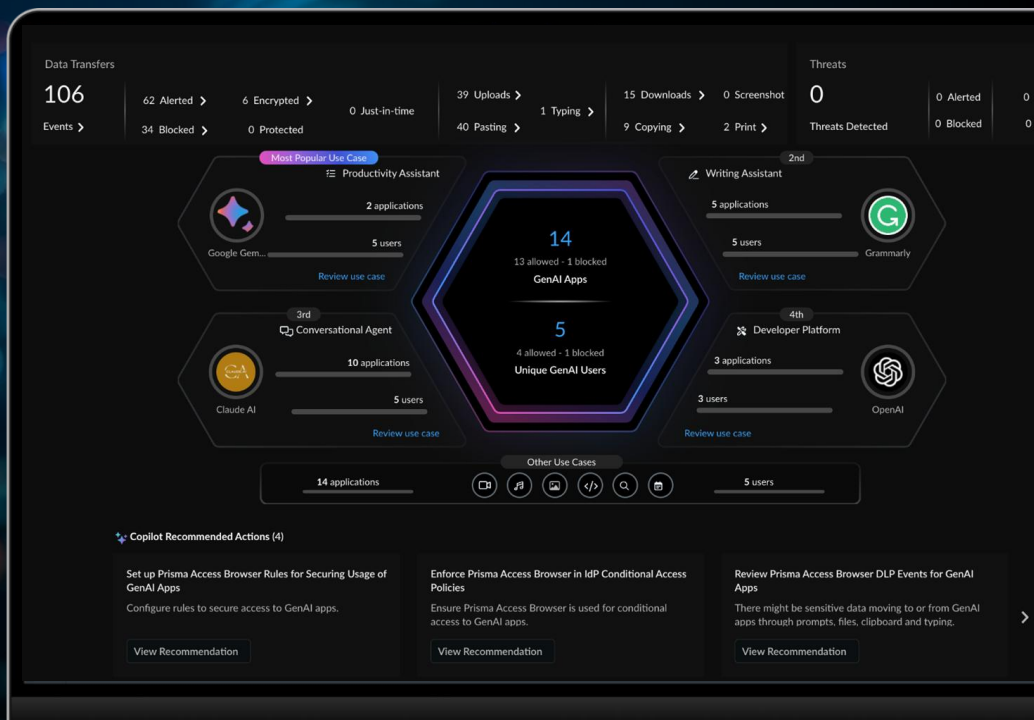 Data Transfers
106
Events >
62 Alerted >
34 Blocked >
6 Encrypted >
0 Protected
0 Just-in-time
39 Uploads >
40 Pasting >
1 Typing >
15 Downloads >
9 Copying >
0 Screenshot
2 Print >
Threats
0
Threats Detected
0 Alerted
0 Blocked
0
0
Most Popular Use Case
Productivity Assistant
2 applications
5 users
Google Gem...
Review use case
2nd
Writing Assistant
5 applications
5 users
Grammarly
Review use case
14
13 allowed - 1 blocked
GenAI Apps
5
4 allowed - 1 blocked
Unique GenAI Users
3rd
Conversational Agent
10 applications
5 users
Claude AI
Review use case
4th
Developer Platform
3 applications
3 users
OpenAI
Review use case
Other Use Cases
14 applications
5 users
Copilot Recommended Actions (4)
Set up Prisma Access Browser Rules for Securing Usage of
GenAI Apps
Configure rules to secure access to GenAI apps.
View Recommendation
Enforce Prisma Access Browser in IdP Conditional Access
Policies
Ensure Prisma Access Browser is used for conditional
access to GenAI apps.
View Recommendation
Review Prisma Access Browser DLP Events for GenAI
Apps
There might be sensitive data moving to or from GenAI
apps through prompts, files, clipboard and typing.
View Recommendation